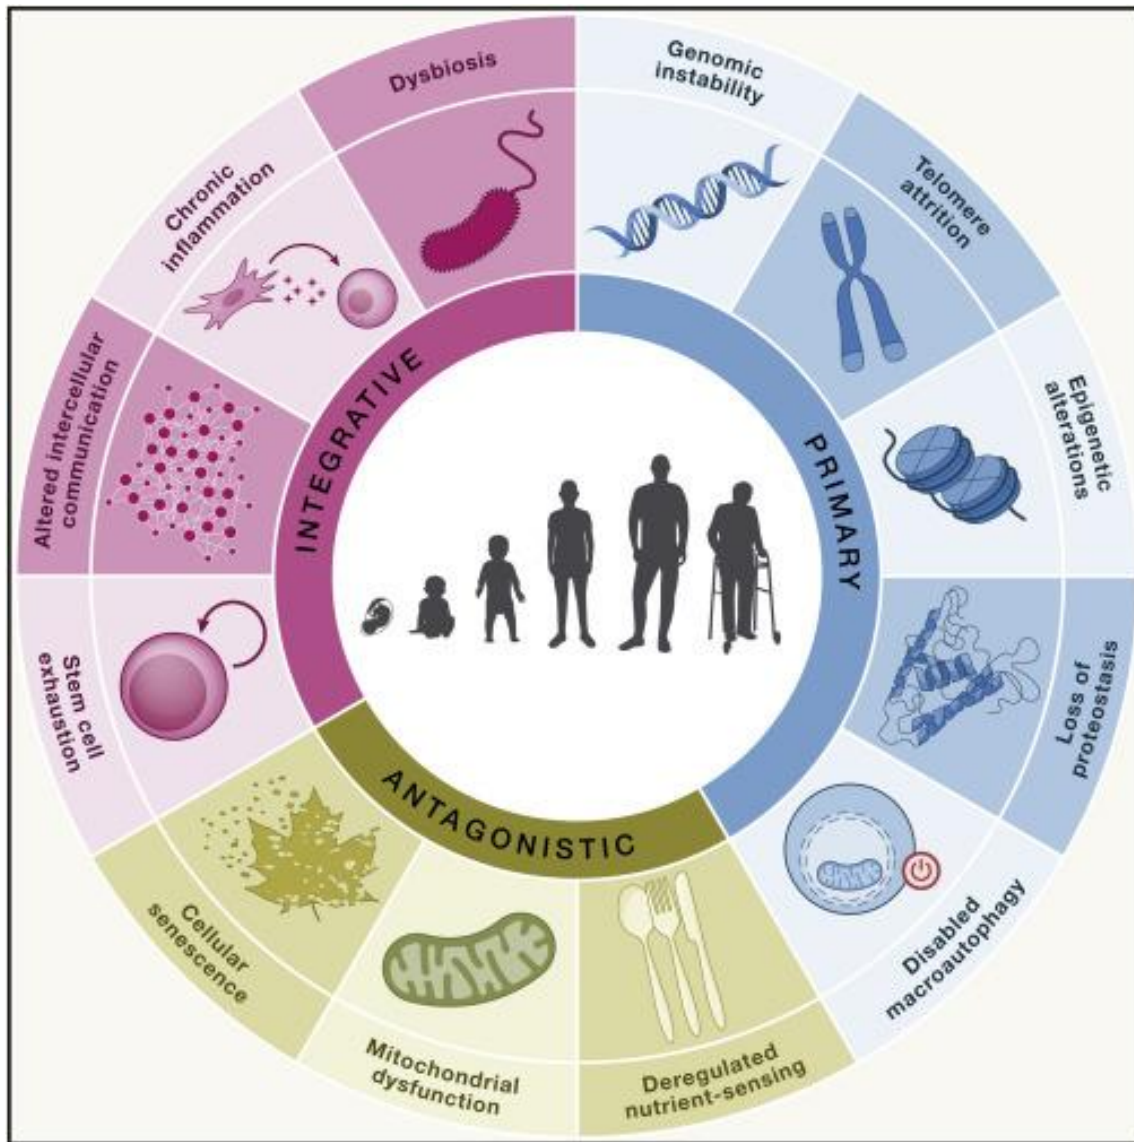 Dysbiosis
Genomic
instability
Telomere
attrition
Epigenetic
alterations
Loss of
proteostasis
Disabled
macroautophagy
Deregulated
nutrient-sensing
Mitochondrial
dysfunction
Cellular
senescence
Stem cell
exhaustion
Altered intercellular
communication
Chronic
inflammation
INTEGRATIVE
PRIMARY
ANTAGONISTIC